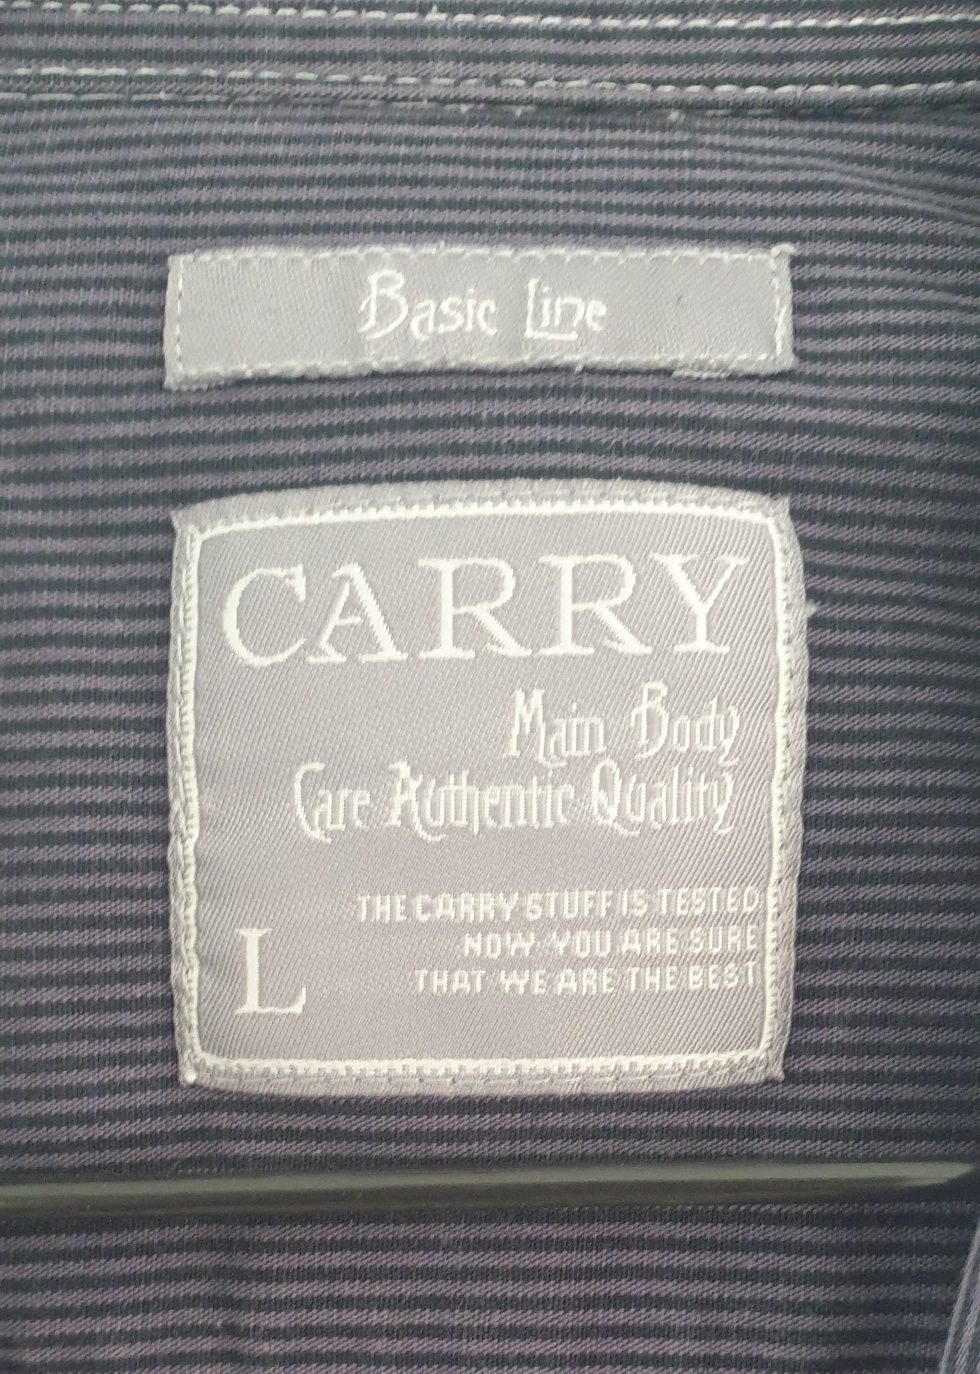 Basic Line
CARRY
Main Body
Care Authentic Quality
THE CARRY STUFF IS TESTED
NOW YOU ARE SURE
THAT WE ARE THE BEST
L